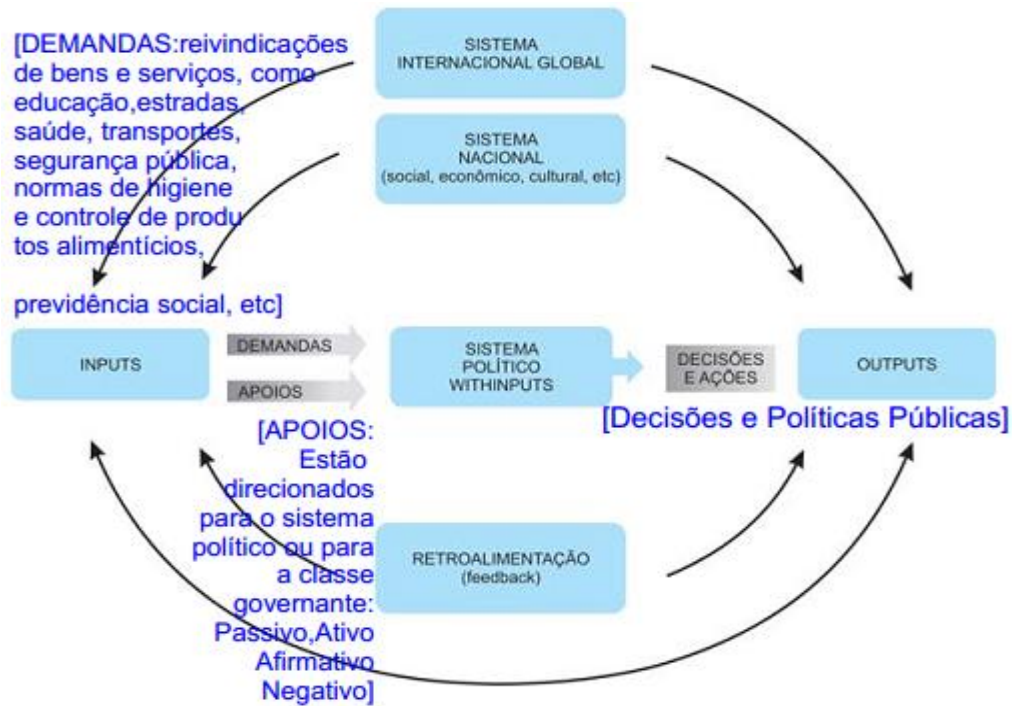 [DEMANDAS:reivindicações
de bens e serviços, como
educação,estradas,
saúde, transportes,
segurança pública,
normas de higiene
e controle de produ
tos alimentícios,
previdência social, etc]
SISTEMA
INTERNACIONAL GLOBAL
SISTEMA
NACIONAL
(social, econômico, cultural, etc)
INPUTS
DEMANDAS
APOIOS
SISTEMA
POLÍTICO
WITHINPUTS
DECISÕES
E AÇÕES
OUTPUTS
[Decisões e Políticas Públicas]
[APOIOS:
Estão
direcionados
para o sistema
político ou para
a classe
governante:
Passivo,Ativo
Afirmativo
Negativo]
RETROALIMENTAÇÃO
(feedback)